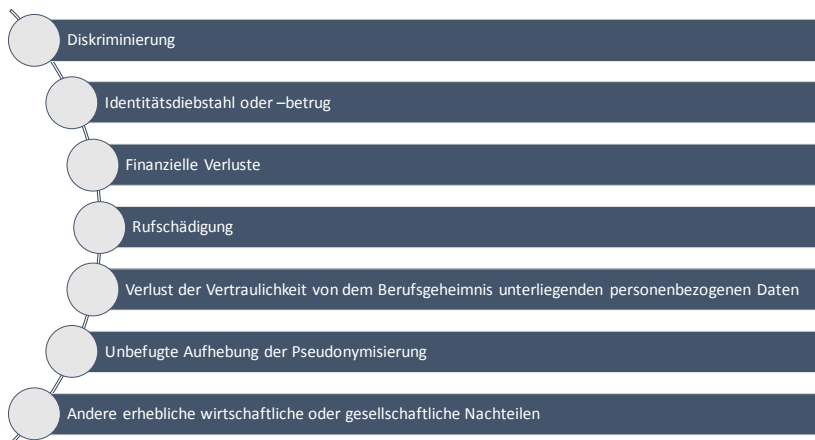 Diskriminierung
Identitätsdiebstahl oder –betrug
Finanzielle Verluste
Rufschädigung
Verlust der Vertraulichkeit von dem Berufsgeheimnis unterliegenden personenbezogenen Daten
Unbefugte Aufhebung der Pseudonymisierung
Andere erhebliche wirtschaftliche oder gesellschaftliche Nachteilen